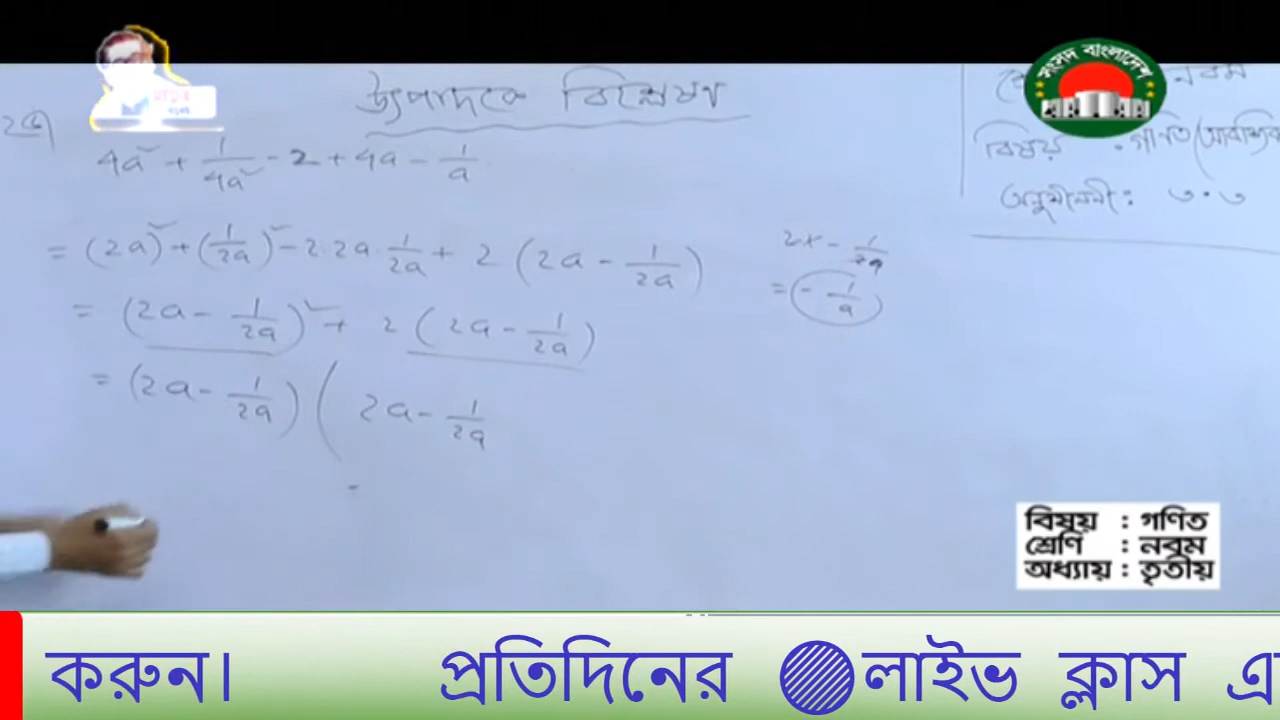 সংসদ বাংলাদেশ
উৎপাদকে বিশ্লেষণ
নবম
বিষয় : গণিত (আবশ্যিক
অনুশীলনী : ৩.৩
২৫)
4a² + 1/4a² - 2 + 4a - 1/a
= (2a)² + (1/2a)² - 2.2a.1/2a + 2 (2a - 1/2a)
2x - 1/2a
= - 1/a
= (2a - 1/2a)² + 2 (2a - 1/2a)
= (2a - 1/2a) ( 2a - 1/2a
বিষয় : গণিত
শ্রেণি : নবম
অধ্যায় : তৃতীয়
করুন। প্রতিদিনের লাইভ ক্লাস এ